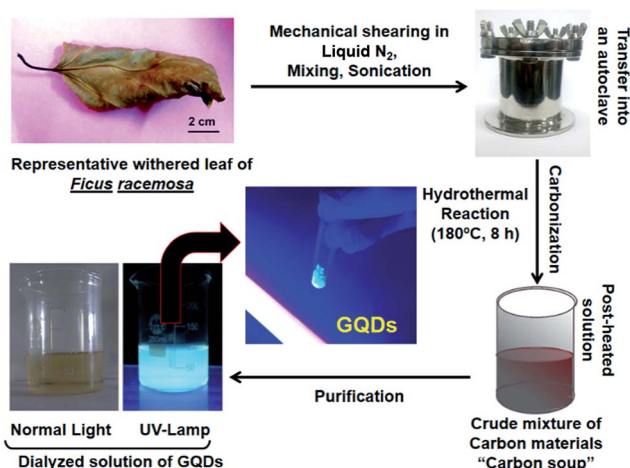 Mechanical shearing in
Liquid N₂,
Mixing, Sonication
Transfer into
an autoclave
2 cm
Representative withered leaf of
Ficus racemosa
Hydrothermal
Reaction
(180ºC, 8 h)
Carbonization
GQDs
Post-heated
solution
Purification
Normal Light
UV-Lamp
Dialyzed solution of GQDs
Crude mixture of
Carbon materials
“Carbon soup”